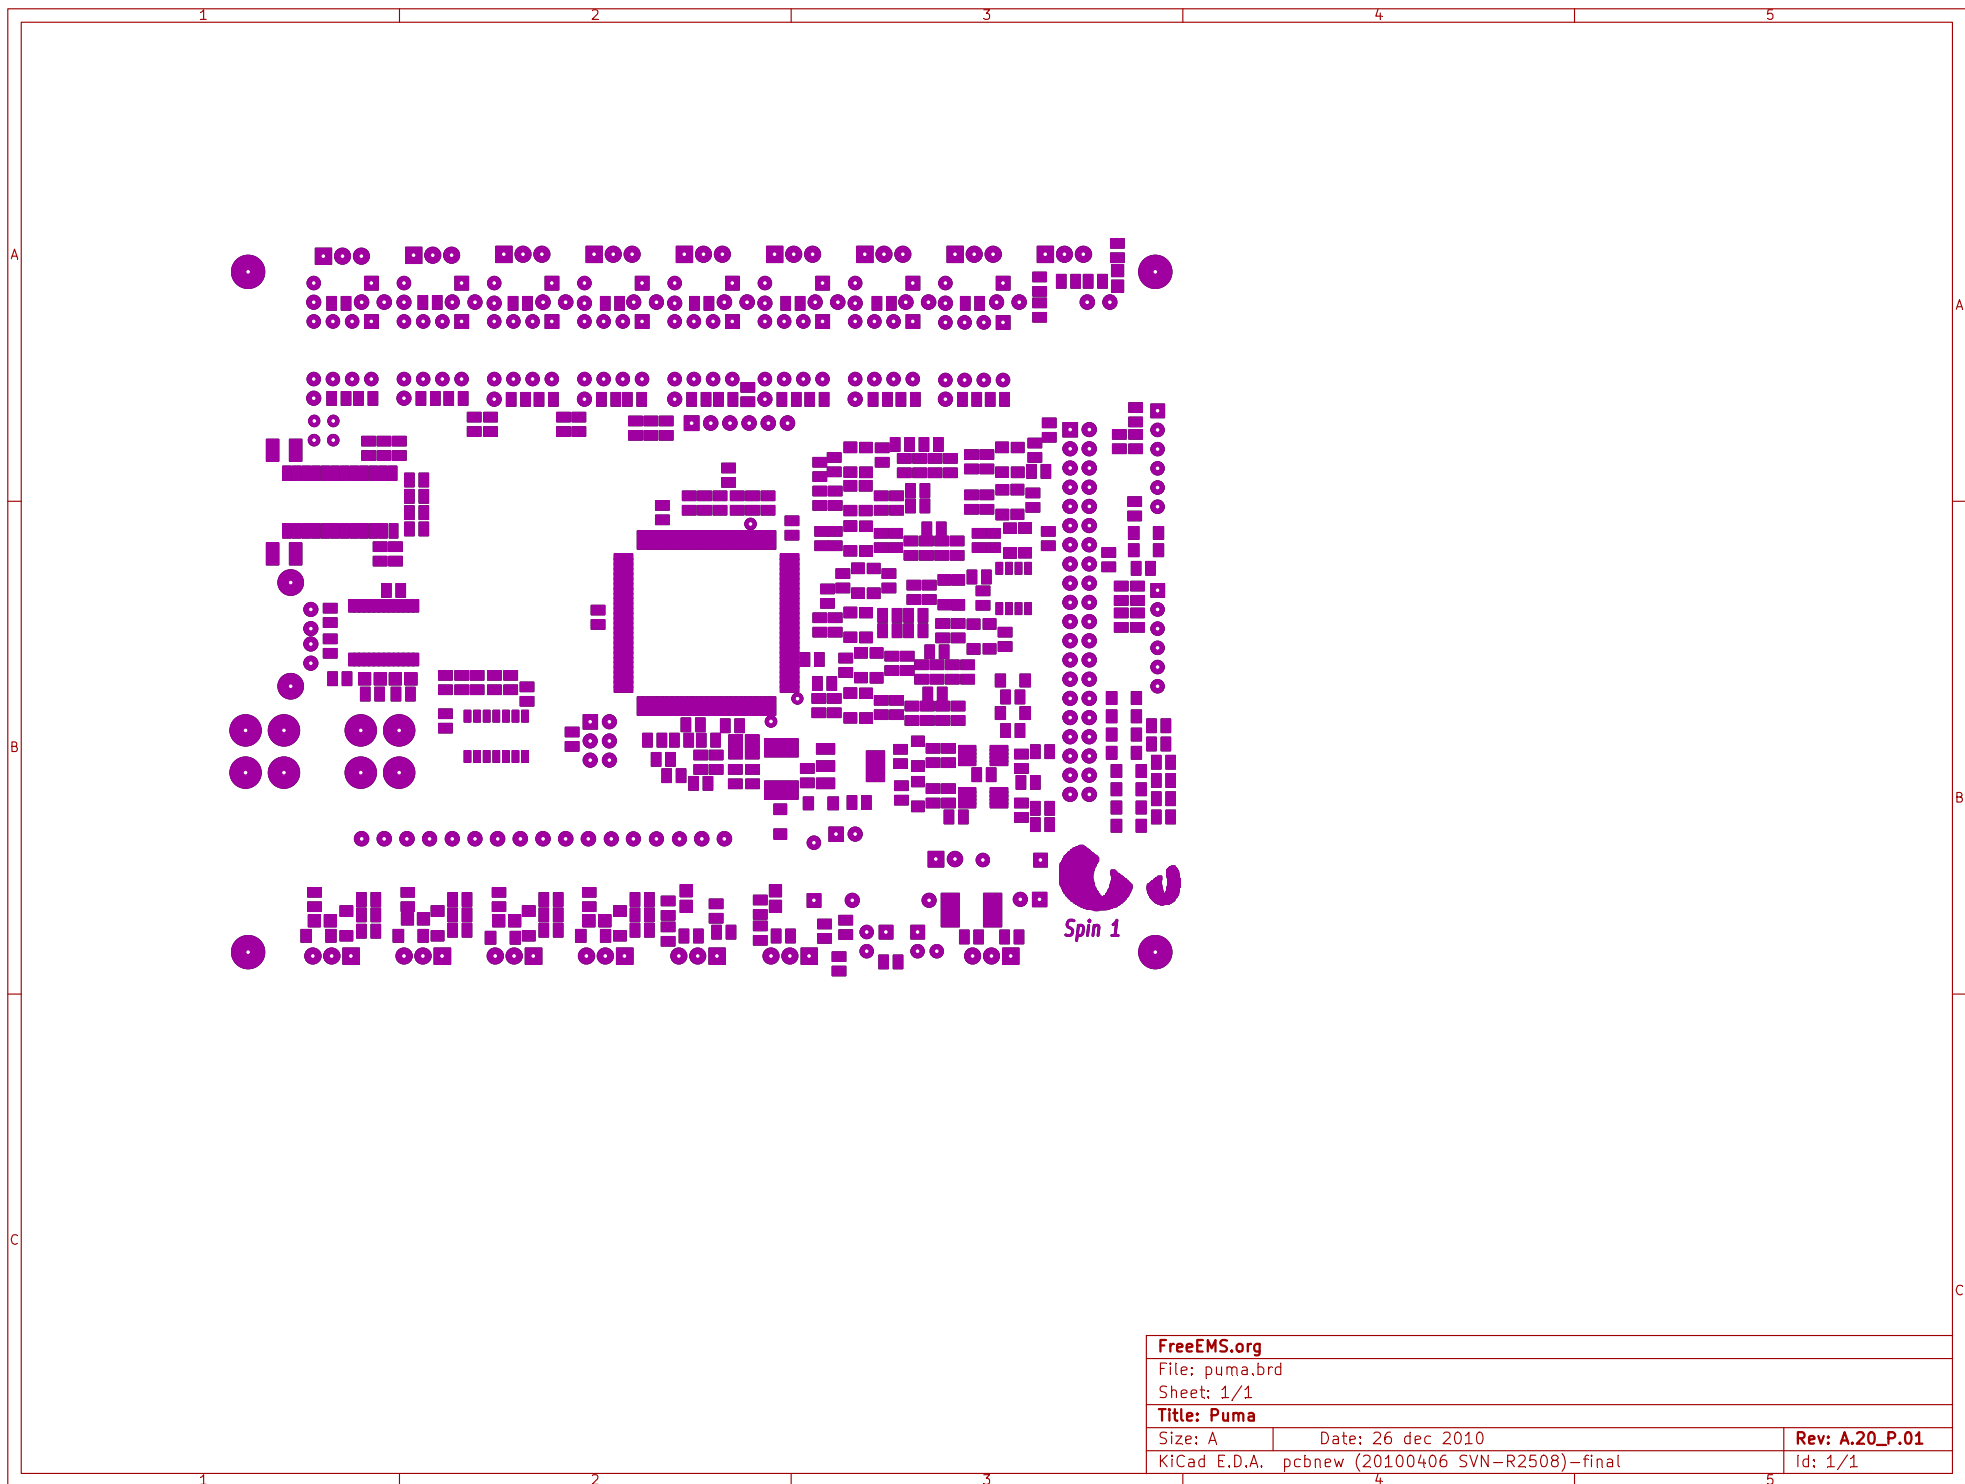 1 2 3 4 5
A
A
B
B
C
C
Spin 1
FreeEMS.org
File: puma.brd
Sheet: 1/1
Title: Puma
Size: A Date: 26 dec 2010 Rev: A.20_P.01
KiCad E.D.A. pcbnew (20100406 SVN-R2508)-final Id: 1/1
1 2 3 4 5